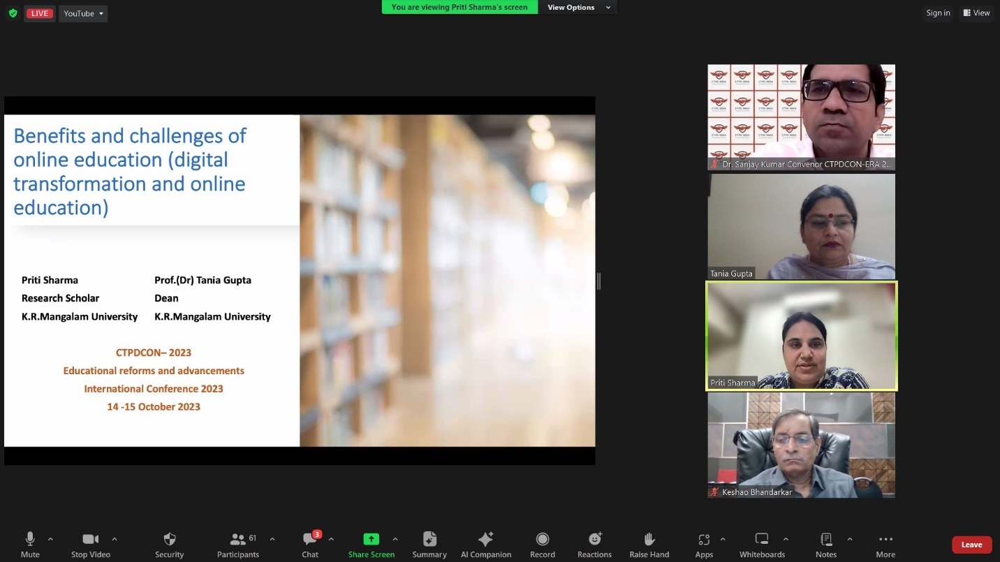 LIVE
YouTube
You are viewing Priti Sharma's screen
View Options
Sign in
View
Benefits and challenges of
online education (digital
transformation and online
education)
Priti Sharma
Prof.(Dr) Tania Gupta
Research Scholar
Dean
K.R.Mangalam University
K.R.Mangalam University
CTPDCON– 2023
Educational reforms and advancements
International Conference 2023
14 -15 October 2023
Dr. Sanjay Kumar Convenor CTPDCON-ERA 2...
Tania Gupta
Priti Sharma
Keshao Bhandarkar
Mute
Stop Video
Security
61
Participants
3
Chat
Share Screen
Summary
AI Companion
Record
Reactions
Raise Hand
Apps
Whiteboards
Notes
More
Leave